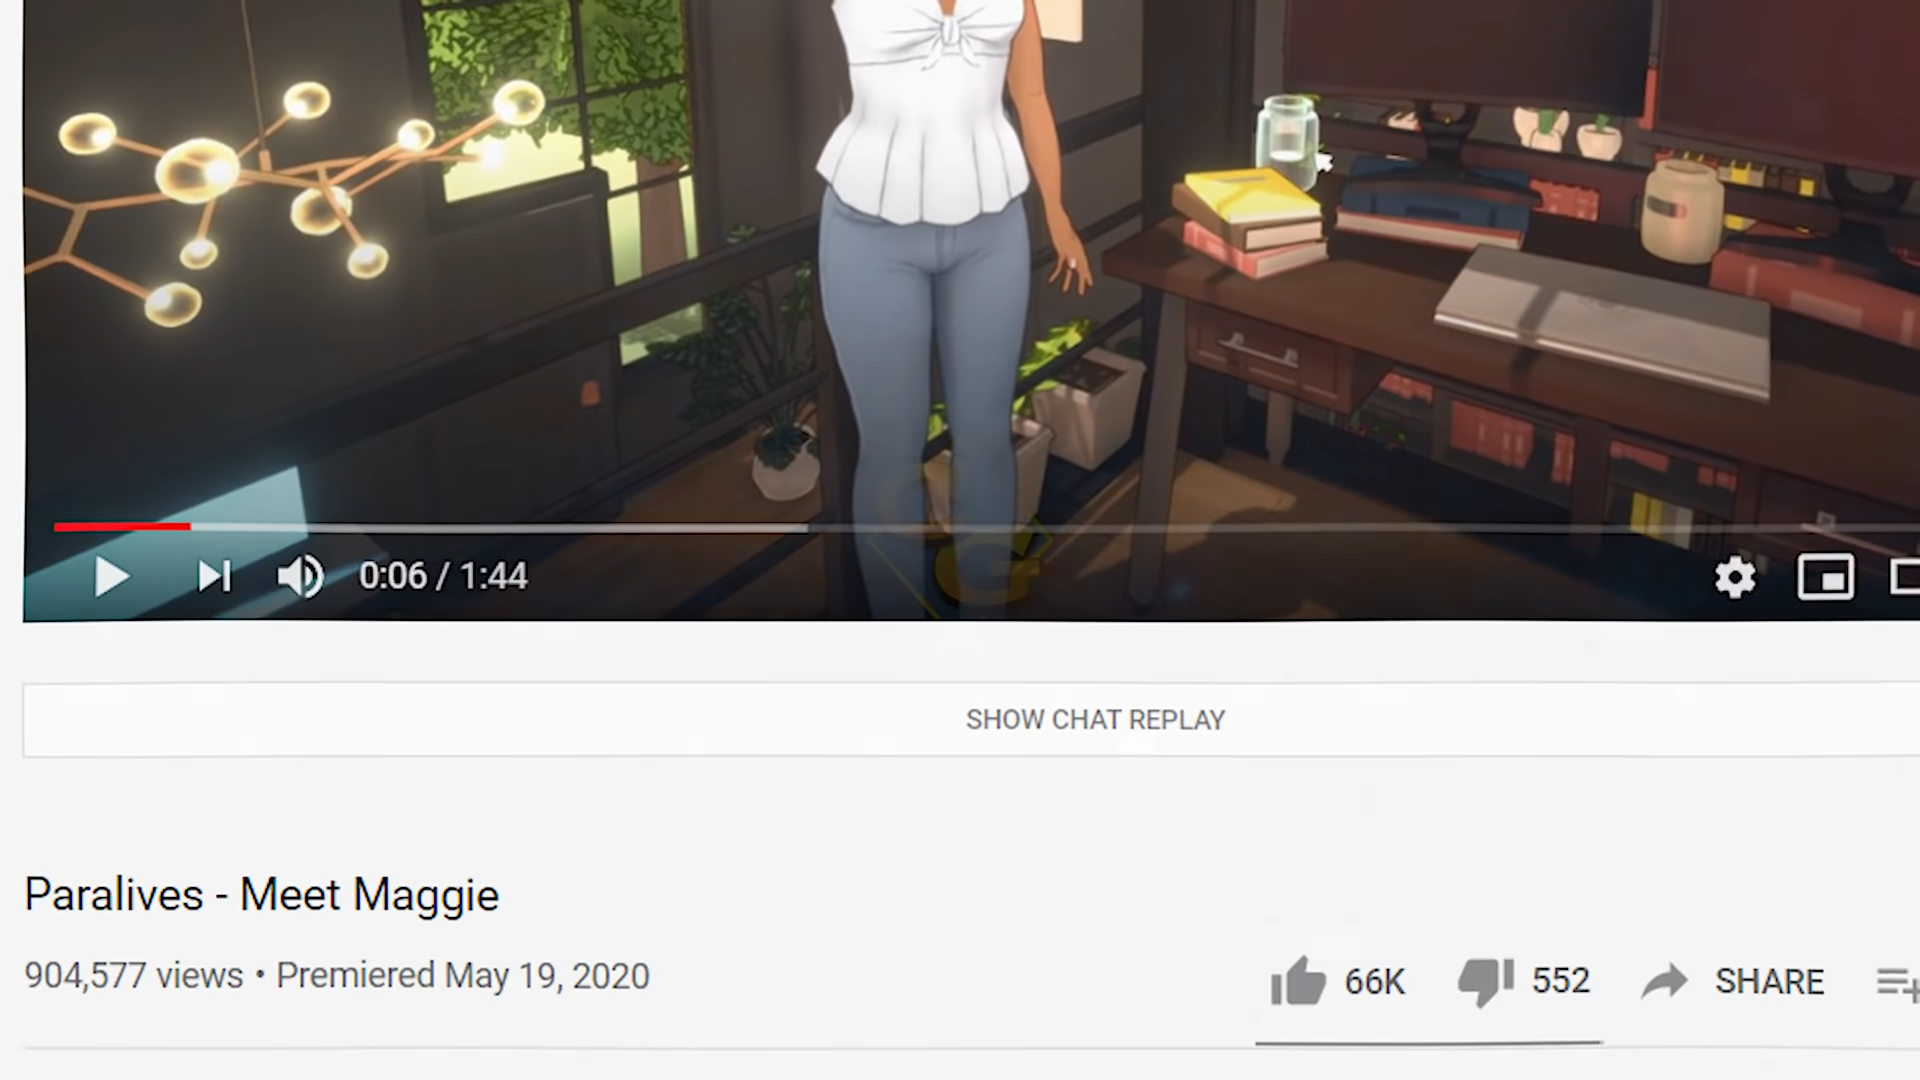 0:06 / 1:44
SHOW CHAT REPLAY
Paralives - Meet Maggie
904,577 views • Premiered May 19, 2020
66K 552 SHARE